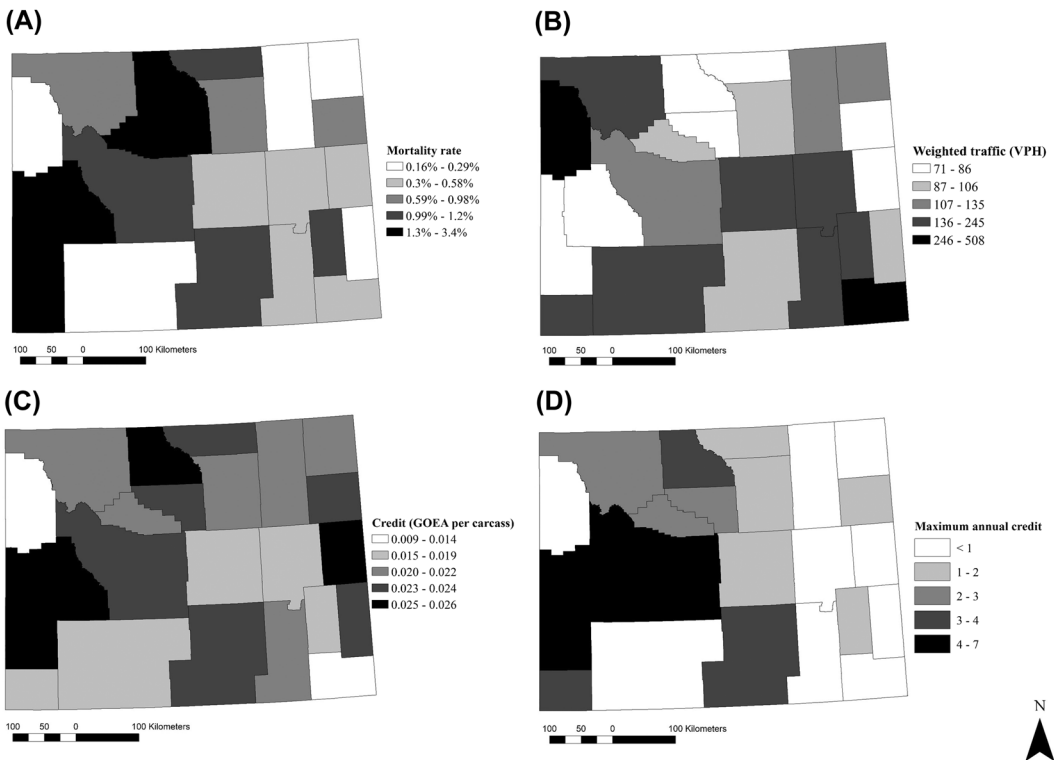 (A)
Mortality rate
0.16% - 0.29%
0.3% - 0.58%
0.59% - 0.98%
0.99% - 1.2%
1.3% - 3.4%
100 50 0 100 Kilometers
(B)
Weighted traffic (VPH)
71 - 86
87 - 106
107 - 135
136 - 245
246 - 508
100 50 0 100 Kilometers
(C)
Credit (GOEA per carcass)
0.009 - 0.014
0.015 - 0.019
0.020 - 0.022
0.023 - 0.024
0.025 - 0.026
100 50 0 100 Kilometers
(D)
Maximum annual credit
< 1
1 - 2
2 - 3
3 - 4
4 - 7
100 50 0 100 Kilometers
N